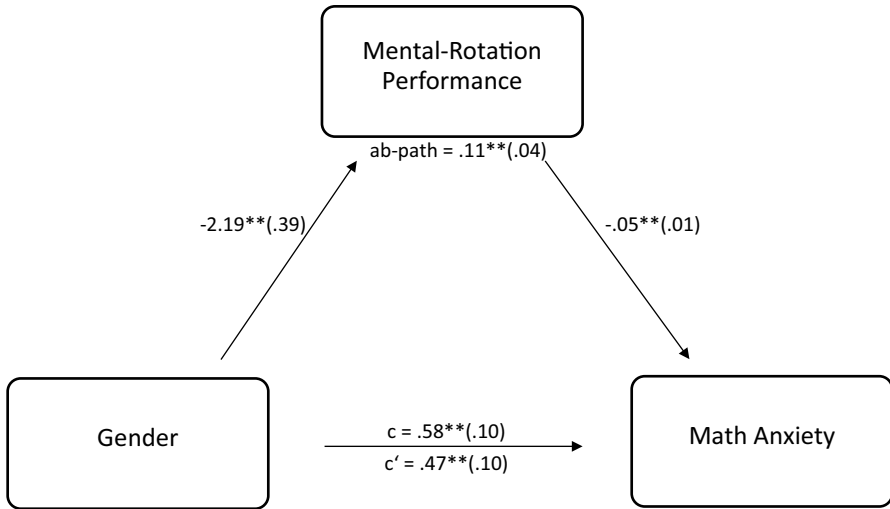 Mental-Rotation
Performance
ab-path = .11**(.04)
-2.19**(.39)
-.05**(.01)
Gender
c = .58**(.10)
c‘ = .47**(.10)
Math Anxiety